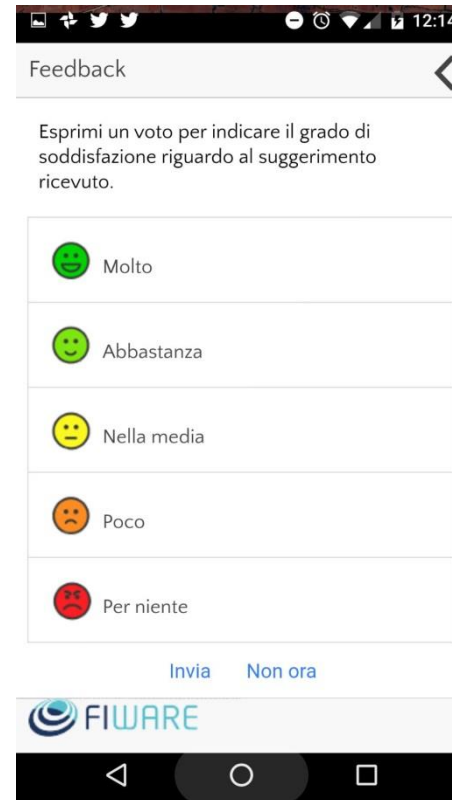 12:14
Feedback
Esprimi un voto per indicare il grado di
soddisfazione riguardo al suggerimento
ricevuto.
Molto
Abbastanza
Nella media
Poco
Per niente
Invia Non ora
FIWARE